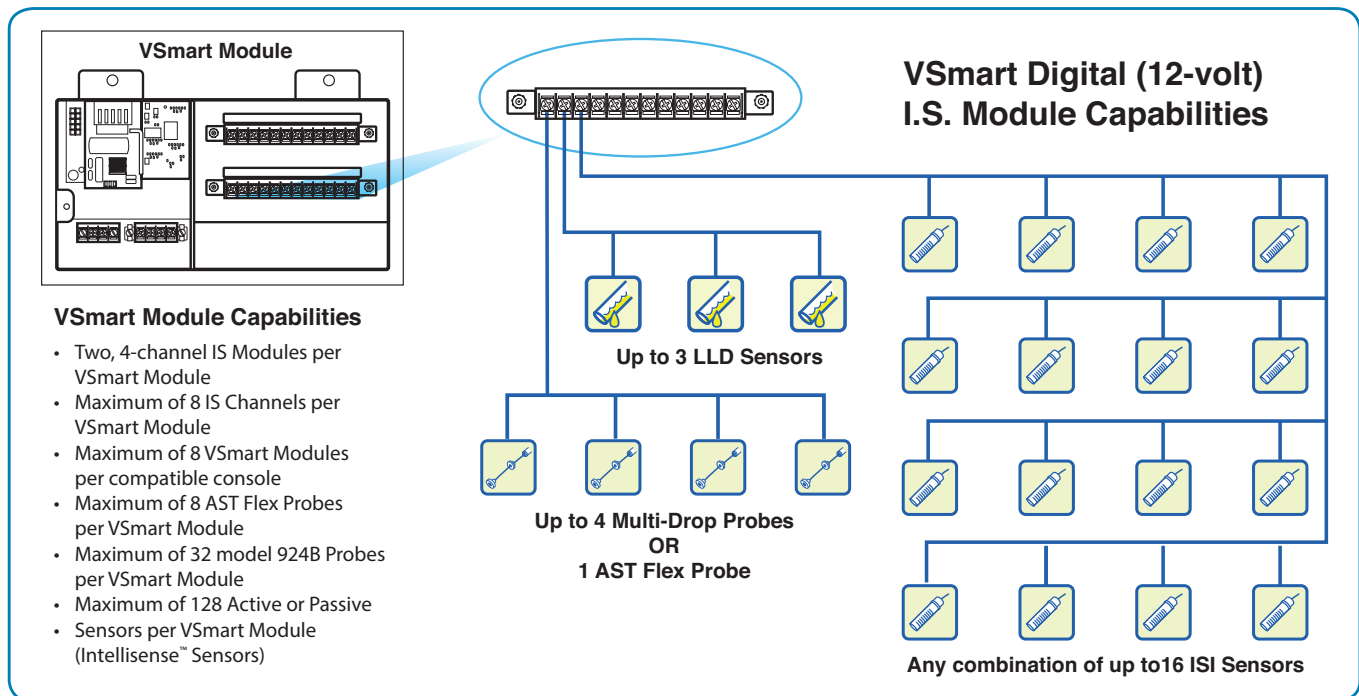 VSmart Module
VSmart Digital (12-volt)
I.S. Module Capabilities
VSmart Module Capabilities
• Two, 4-channel IS Modules per
VSmart Module
• Maximum of 8 IS Channels per
VSmart Module
• Maximum of 8 VSmart Modules
per compatible console
• Maximum of 8 AST Flex Probes
per VSmart Module
• Maximum of 32 model 924B Probes
per VSmart Module
• Maximum of 128 Active or Passive
• Sensors per VSmart Module
(Intellisense™ Sensors)
Up to 3 LLD Sensors
Up to 4 Multi-Drop Probes
OR
1 AST Flex Probe
Any combination of up to16 ISI Sensors